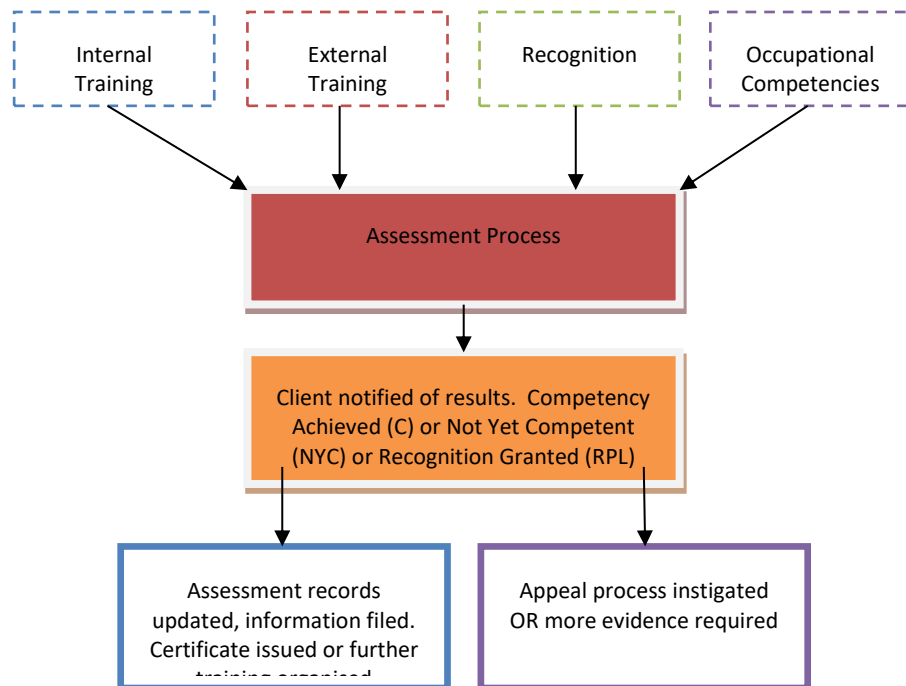 Internal
Training
External
Training
Recognition
Occupational
Competencies
Assessment Process
Client notified of results.  Competency
Achieved (C) or Not Yet Competent
(NYC) or Recognition Granted (RPL)
Assessment records
updated, information filed.
Certificate issued or further
training organised
Appeal process instigated
OR more evidence required